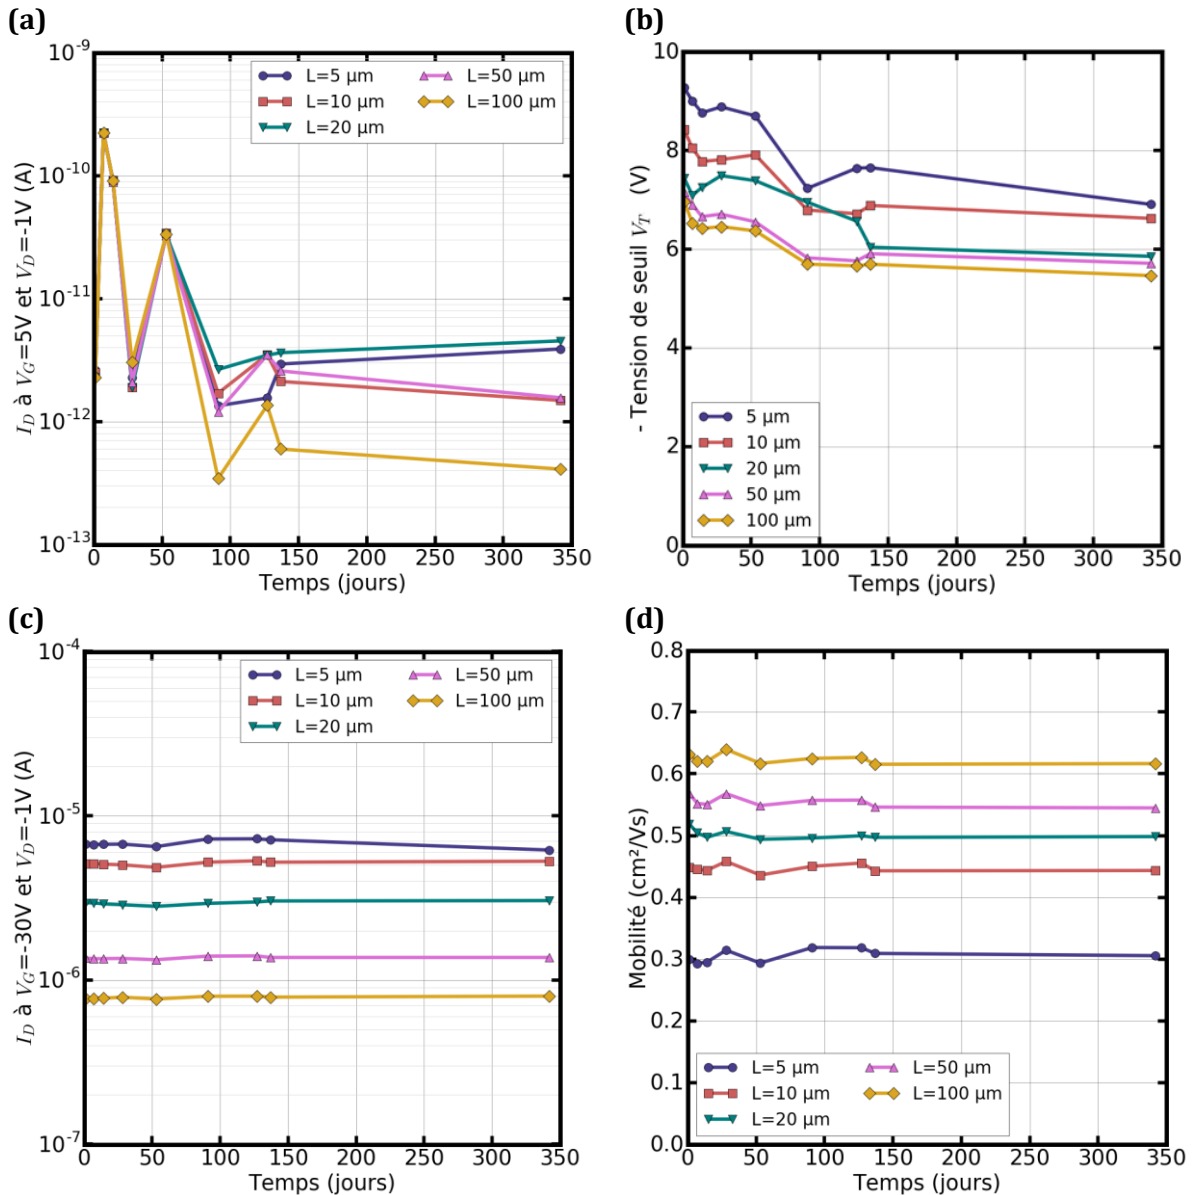 (a)
10⁻⁹
10⁻¹⁰
10⁻¹¹
10⁻¹²
10⁻¹³
I_D à V_G=5V et V_D=-1V (A)
L=5 µm
L=10 µm
L=20 µm
L=50 µm
L=100 µm
0 50 100 150 200 250 300 350
Temps (jours)
(b)
10
8
6
4
2
0
- Tension de seuil V_T (V)
5 µm
10 µm
20 µm
50 µm
100 µm
0 50 100 150 200 250 300 350
Temps (jours)
(c)
10⁻⁴
10⁻⁵
10⁻⁶
10⁻⁷
I_D à V_G=-30V et V_D=-1V (A)
L=5 µm
L=10 µm
L=20 µm
L=50 µm
L=100 µm
0 50 100 150 200 250 300 350
Temps (jours)
(d)
0.8
0.7
0.6
0.5
0.4
0.3
0.2
0.1
0.0
Mobilité (cm²/Vs)
L=5 µm
L=10 µm
L=20 µm
L=50 µm
L=100 µm
0 50 100 150 200 250 300 350
Temps (jours)